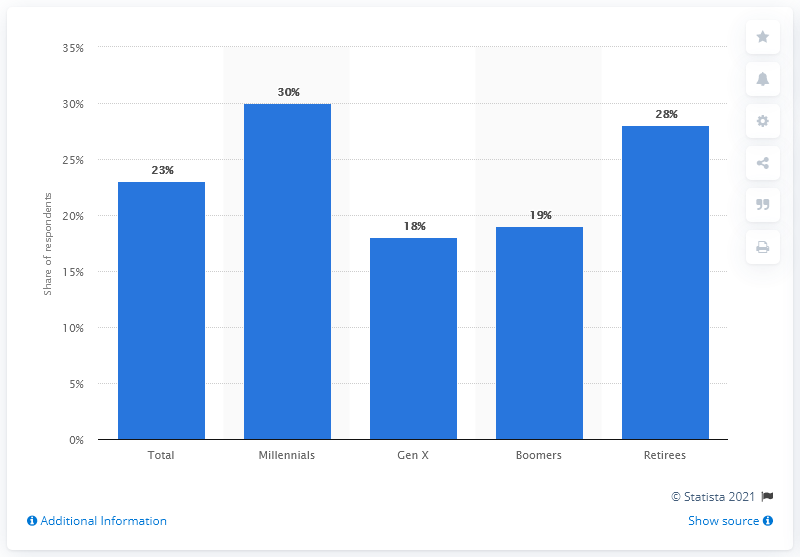 35%
30%
25%
20%
15%
10%
5%
0%
Share of respondents
23%
30%
18%
19%
28%
Total
Millennials
Gen X
Boomers
Retirees
© Statista 2021
Additional Information
Show source